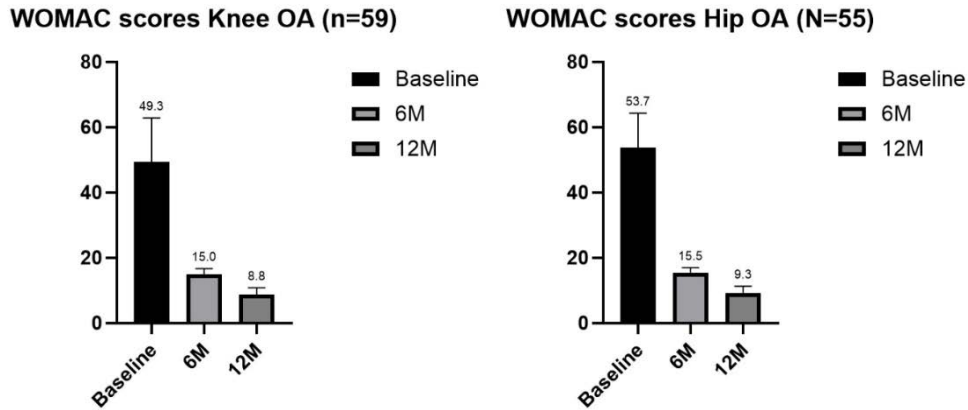 WOMAC scores Knee OA (n=59)
80
60
40
20
0
49.3
15.0
8.8
Baseline
6M
12M
Baseline
6M
12M
WOMAC scores Hip OA (N=55)
80
60
40
20
0
53.7
15.5
9.3
Baseline
6M
12M
Baseline
6M
12M